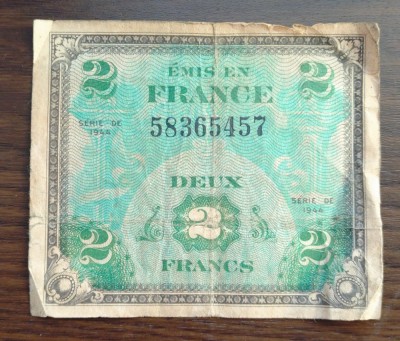 2 ÉMIS EN 2
FRANCE
SÉRIE DE
1944
58365457
DEUX
SÉRIE DE
1944
2
2 FRANCS 2